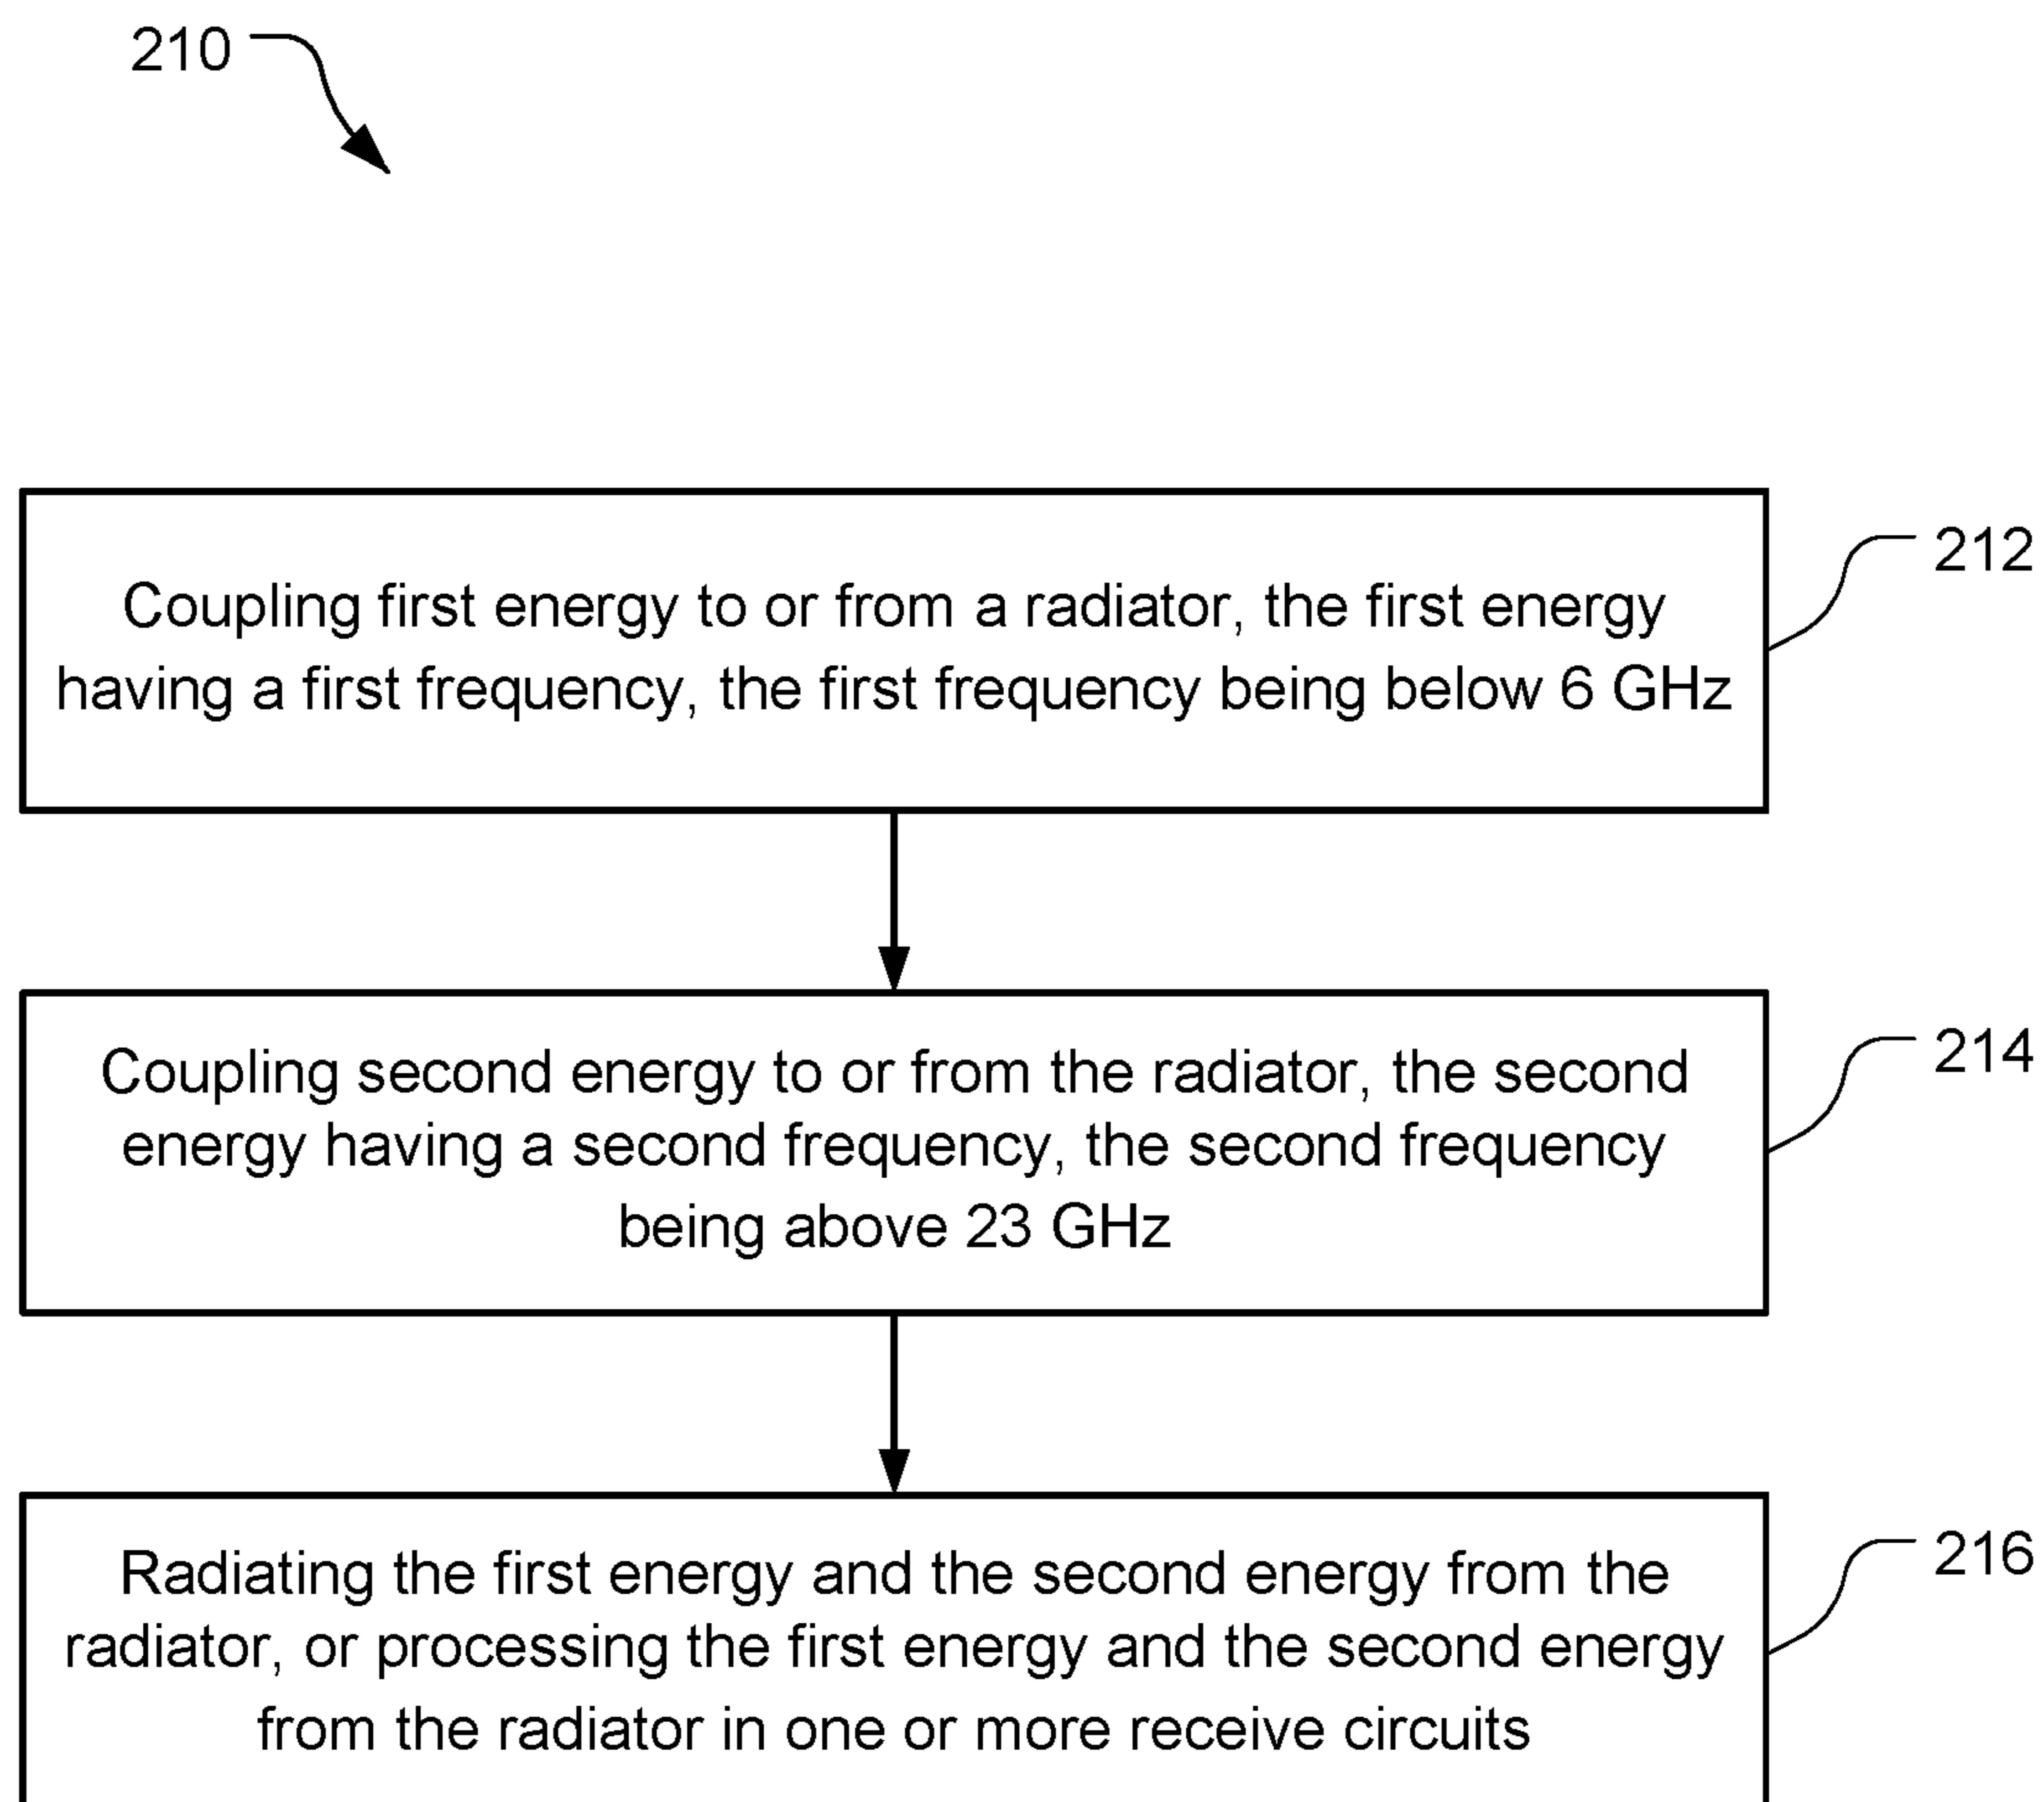 210
Coupling first energy to or from a radiator, the first energy
having a first frequency, the first frequency being below 6 GHz
212
Coupling second energy to or from the radiator, the second
energy having a second frequency, the second frequency
being above 23 GHz
214
Radiating the first energy and the second energy from the
radiator, or processing the first energy and the second energy
from the radiator in one or more receive circuits
216